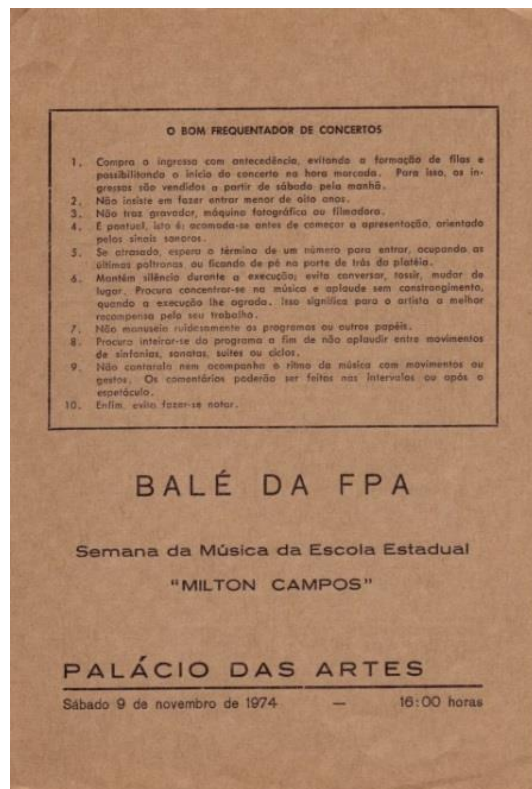 O BOM FREQUENTADOR DE CONCERTOS
1. Compra o ingresso com antecedência, evitando a formação de filas e
possibilitando o início do concerto na hora marcada. Para isso, os in-
gressos são vendidos a partir de sábado pela manhã.
2. Não insiste em fazer entrar menor de oito anos.
3. Não traz gravador, máquina fotográfica ou filmadora.
4. É pontual, isto é: acomoda-se antes de começar a apresentação, orientado
pelos sinais sonoros.
5. Se atrasado, espera o término de um número para entrar, ocupando as
últimas poltronas, ou ficando de pé na parte de trás da platéia.
6. Mantém silêncio durante a execução; evita conversar, tossir, mudar de
lugar. Procura concentrar-se na música e aplaude sem constrangimento,
quando a execução lhe agrada. Isso significa para o artista a melhor
recompensa pelo seu trabalho.
7. Não manuseia ruidosamente os programas ou outros papéis.
8. Procura inteirar-se do programa a fim de não aplaudir entre movimentos
de sinfonias, sonatas, suites ou ciclos.
9. Não cantarola nem acompanha o ritmo da música com movimentos ou
gestos. Os comentários poderão ser feitos nos intervalos ou após o
espetáculo.
10. Enfim, evita fazer-se notar.
BALÉ DA FPA
Semana da Música da Escola Estadual
"MILTON CAMPOS"
PALÁCIO DAS ARTES
Sábado 9 de novembro de 1974 — 16:00 horas